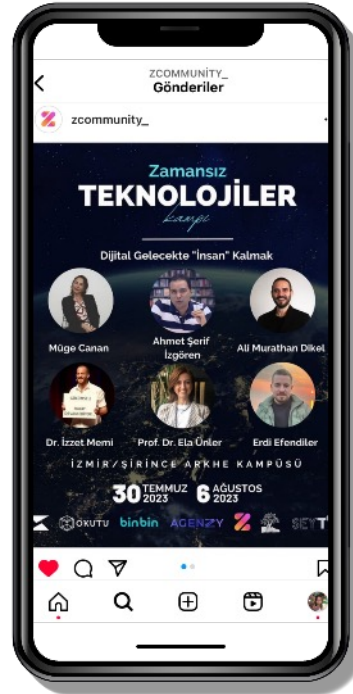 ZCOMMUNİTY_
Gönderiler
zcommunity_
Zamansız
TEKNOLOJİLER
kampı
Dijital Gelecekte "İnsan" Kalmak
Müge Canan
Ahmet Şerif
İzgören
Ali Murathan Dikel
Dr. İzzet Memi
Prof. Dr. Ela Ünler
Erdi Efendiler
İZMİR/ŞİRİNCE ARKHE KAMPÜSÜ
30 TEMMUZ 2023 6 AĞUSTOS 2023
OKUTU binbin AGENZY SEYT